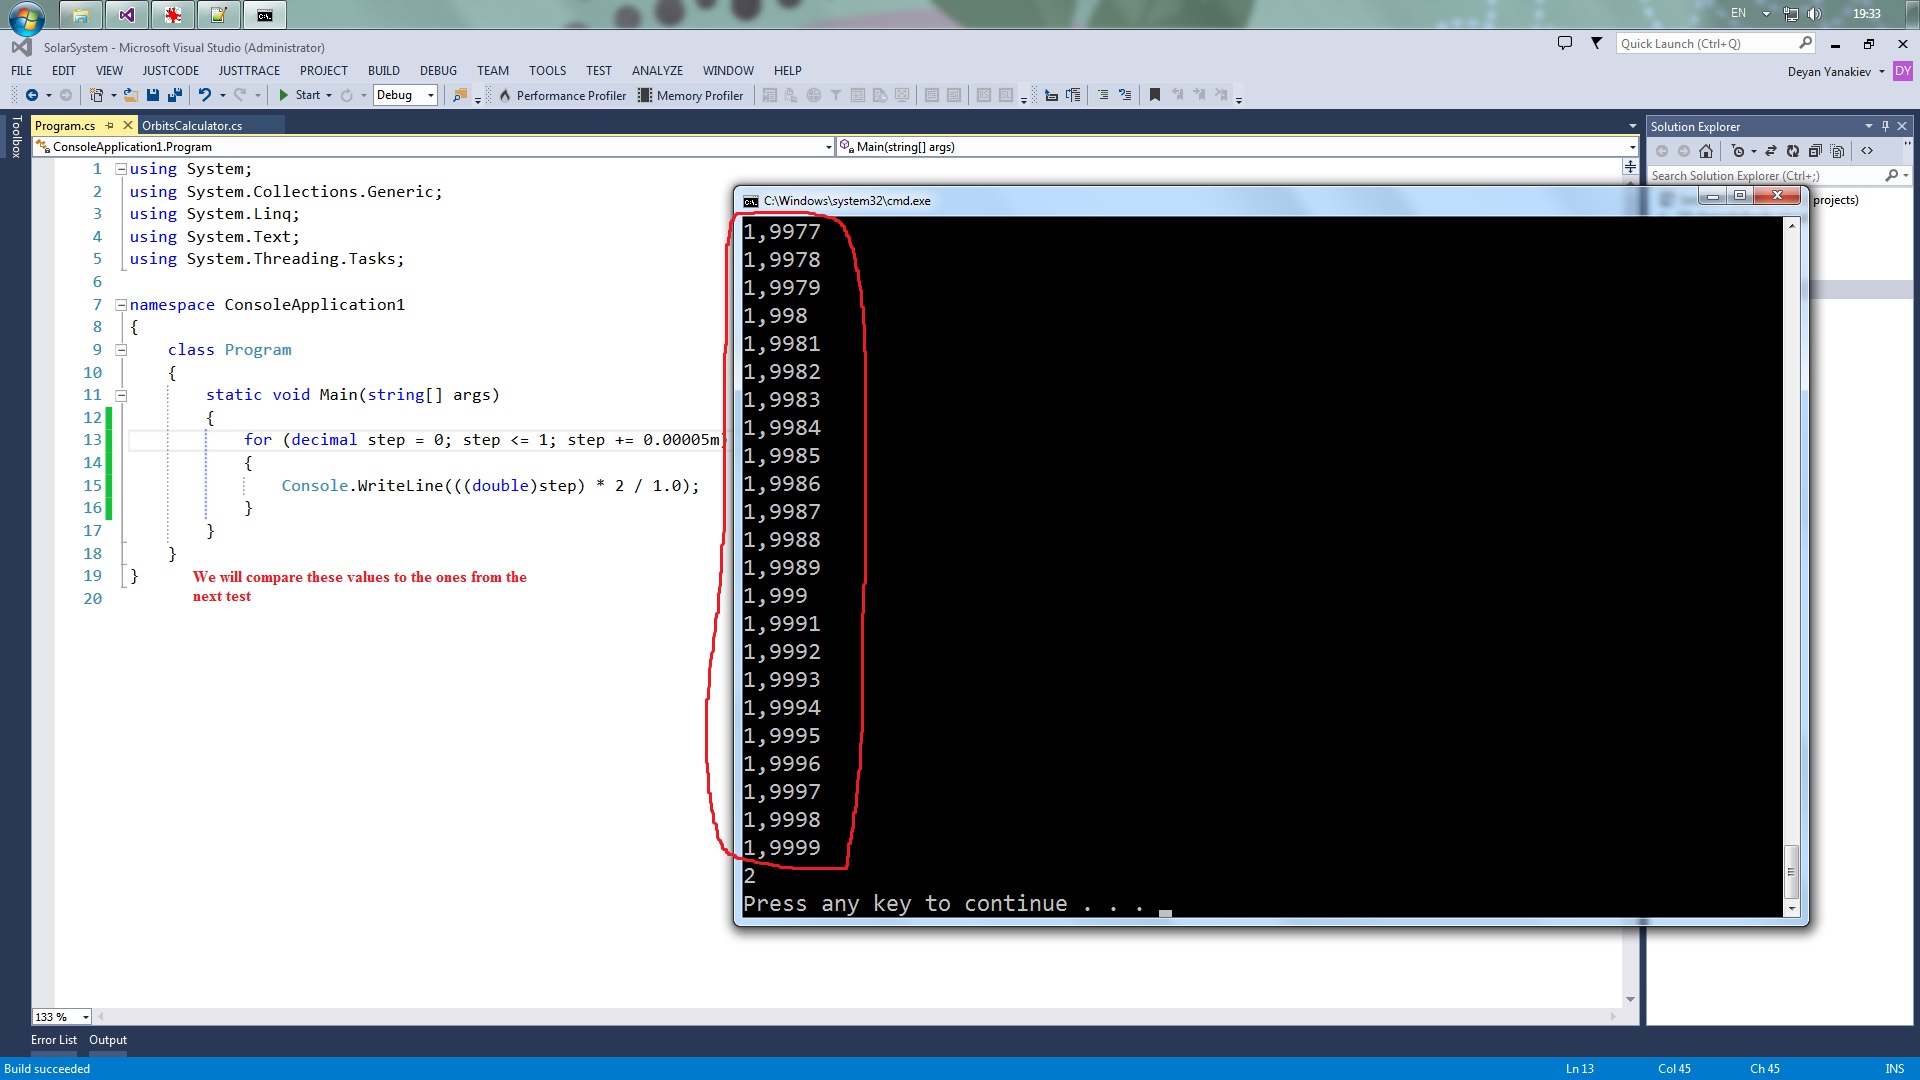 EN 19:33
SolarSystem - Microsoft Visual Studio (Administrator)
Quick Launch (Ctrl+Q)
FILE EDIT VIEW JUSTCODE JUSTTRACE PROJECT BUILD DEBUG TEAM TOOLS TEST ANALYZE WINDOW HELP
Deyan Yanakiev DY
Start Debug Performance Profiler Memory Profiler
Toolbox
Program.cs OrbitsCalculator.cs
Solution Explorer
ConsoleApplication1.Program Main(string[] args)
Search Solution Explorer (Ctrl+;)
projects)
1 using System;
2 using System.Collections.Generic;
3 using System.Linq;
4 using System.Text;
5 using System.Threading.Tasks;
6
7 namespace ConsoleApplication1
8 {
9 class Program
10 {
11 static void Main(string[] args)
12 {
13 for (decimal step = 0; step <= 1; step += 0.00005m)
14 {
15 Console.WriteLine(((double)step) * 2 / 1.0);
16 }
17 }
18 }
19 }
20
We will compare these values to the ones from the
next test
C:\Windows\system32\cmd.exe
1,9977
1,9978
1,9979
1,998
1,9981
1,9982
1,9983
1,9984
1,9985
1,9986
1,9987
1,9988
1,9989
1,999
1,9991
1,9992
1,9993
1,9994
1,9995
1,9996
1,9997
1,9998
1,9999
2
Press any key to continue . . .
133 %
Error List Output
Build succeeded Ln 13 Col 45 Ch 45 INS